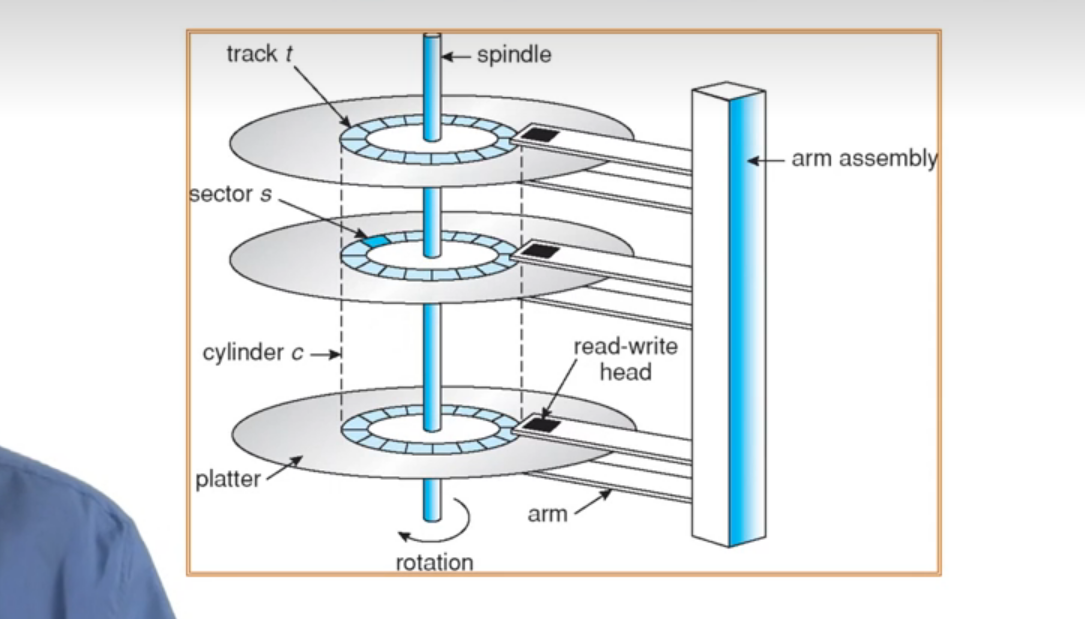 track t
spindle
arm assembly
sector s
cylinder c
read-write
head
platter
arm
rotation